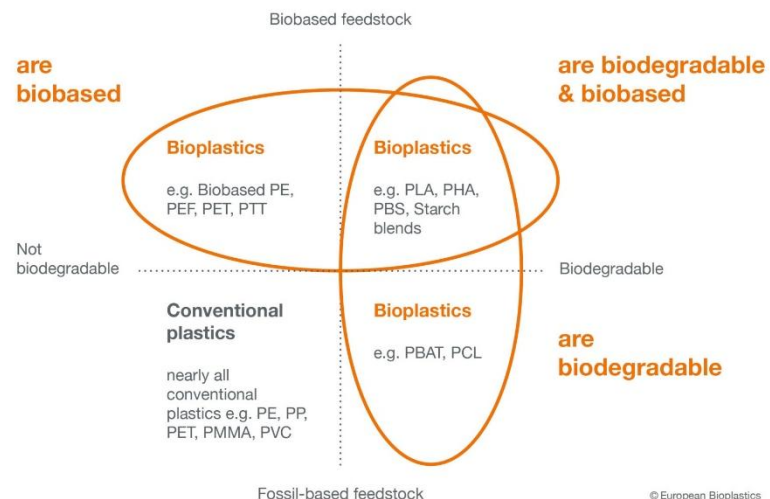 Biobased feedstock
are
biobased
are biodegradable
& biobased
Bioplastics
e.g. Biobased PE,
PEF, PET, PTT
Bioplastics
e.g. PLA, PHA,
PBS, Starch
blends
Not
biodegradable
Biodegradable
Conventional
plastics
nearly all
conventional
plastics e.g. PE, PP,
PET, PMMA, PVC
Bioplastics
e.g. PBAT, PCL
are
biodegradable
Fossil-based feedstock
© European Bioplastics